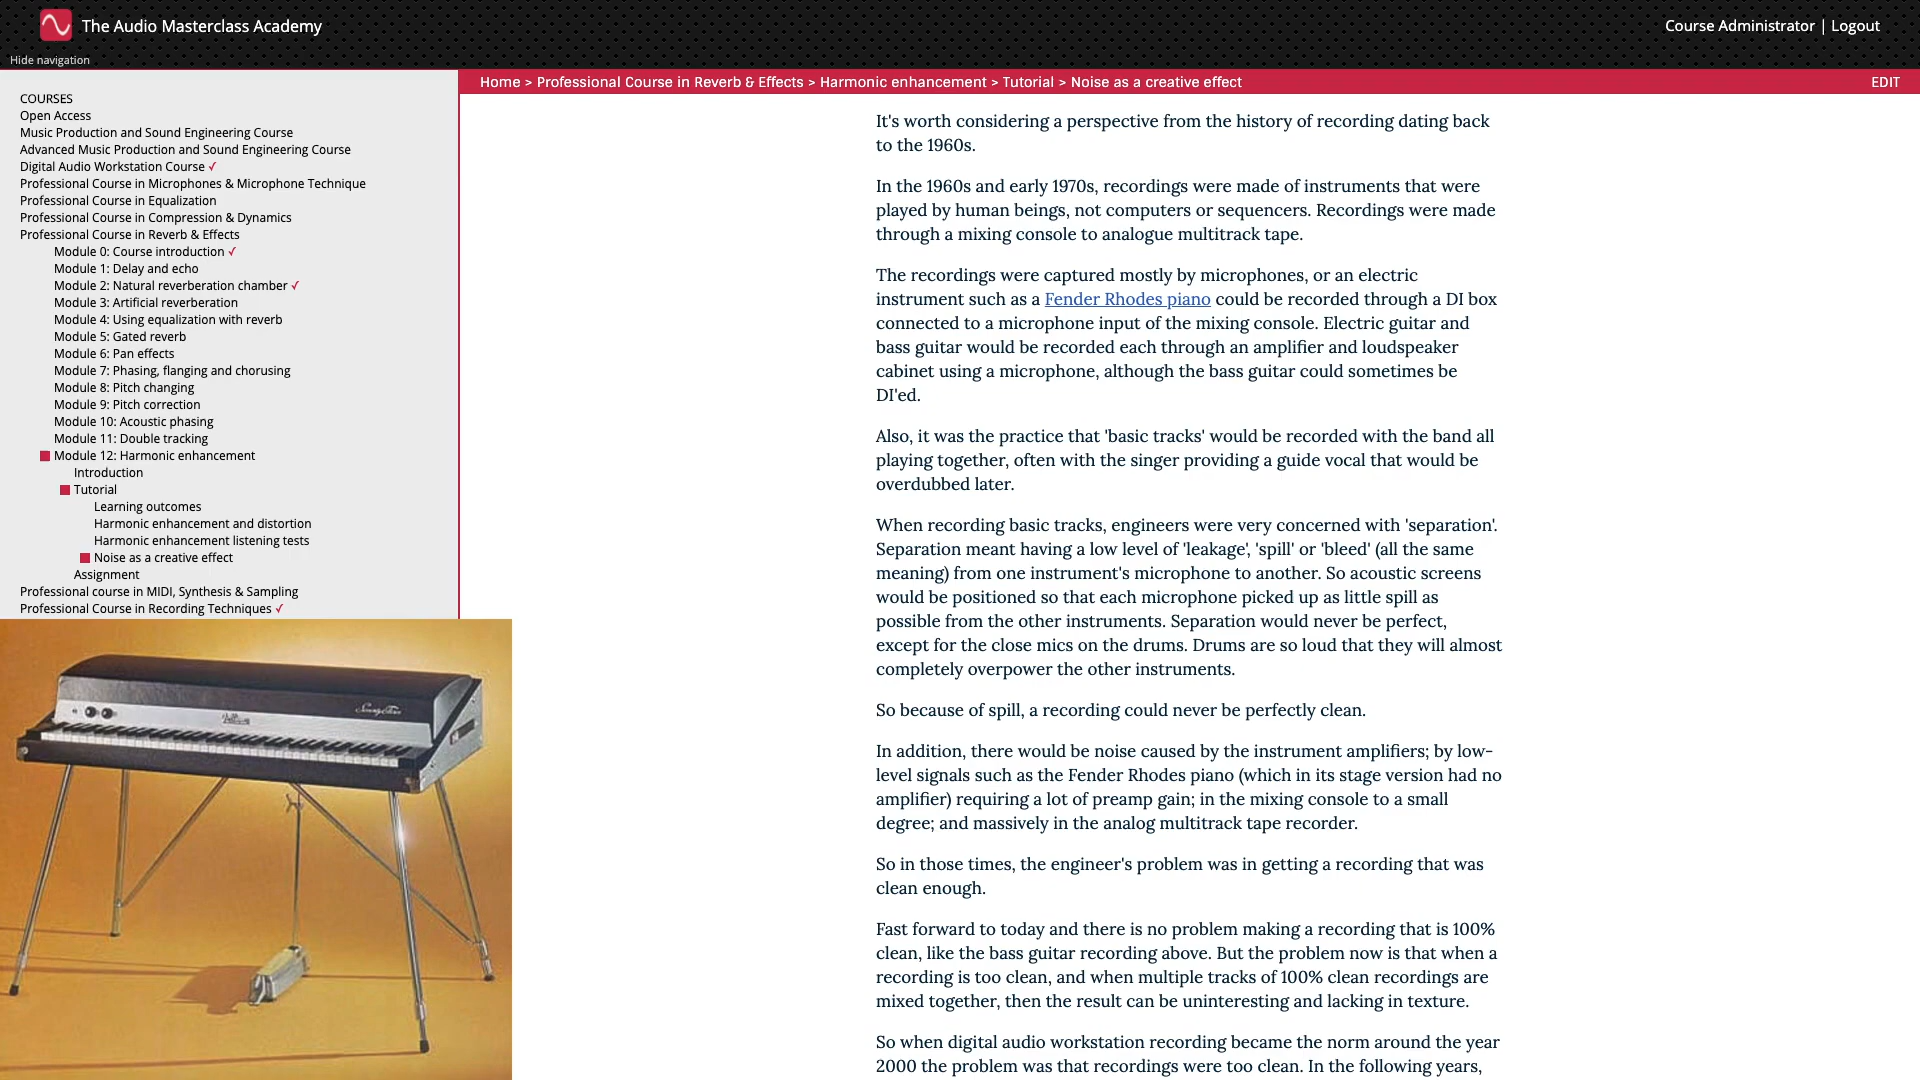 The Audio Masterclass Academy
Course Administrator | Logout
Hide navigation
Home > Professional Course in Reverb & Effects > Harmonic enhancement > Tutorial > Noise as a creative effect
EDIT
COURSES
Open Access
Music Production and Sound Engineering Course
Advanced Music Production and Sound Engineering Course
Digital Audio Workstation Course ✓
Professional Course in Microphones & Microphone Technique
Professional Course in Equalization
Professional Course in Compression & Dynamics
Professional Course in Reverb & Effects
Module 0: Course introduction ✓
Module 1: Delay and echo
Module 2: Natural reverberation chamber ✓
Module 3: Artificial reverberation
Module 4: Using equalization with reverb
Module 5: Gated reverb
Module 6: Pan effects
Module 7: Phasing, flanging and chorusing
Module 8: Pitch changing
Module 9: Pitch correction
Module 10: Acoustic phasing
Module 11: Double tracking
Module 12: Harmonic enhancement
Introduction
Tutorial
Learning outcomes
Harmonic enhancement and distortion
Harmonic enhancement listening tests
Noise as a creative effect
Assignment
Professional course in MIDI, Synthesis & Sampling
Professional Course in Recording Techniques ✓
It's worth considering a perspective from the history of recording dating back
to the 1960s.
In the 1960s and early 1970s, recordings were made of instruments that were
played by human beings, not computers or sequencers. Recordings were made
through a mixing console to analogue multitrack tape.
The recordings were captured mostly by microphones, or an electric
instrument such as a Fender Rhodes piano could be recorded through a DI box
connected to a microphone input of the mixing console. Electric guitar and
bass guitar would be recorded each through an amplifier and loudspeaker
cabinet using a microphone, although the bass guitar could sometimes be
DI'ed.
Also, it was the practice that 'basic tracks' would be recorded with the band all
playing together, often with the singer providing a guide vocal that would be
overdubbed later.
When recording basic tracks, engineers were very concerned with 'separation'.
Separation meant having a low level of 'leakage', 'spill' or 'bleed' (all the same
meaning) from one instrument's microphone to another. So acoustic screens
would be positioned so that each microphone picked up as little spill as
possible from the other instruments. Separation would never be perfect,
except for the close mics on the drums. Drums are so loud that they will almost
completely overpower the other instruments.
So because of spill, a recording could never be perfectly clean.
In addition, there would be noise caused by the instrument amplifiers; by low-
level signals such as the Fender Rhodes piano (which in its stage version had no
amplifier) requiring a lot of preamp gain; in the mixing console to a small
degree; and massively in the analog multitrack tape recorder.
So in those times, the engineer's problem was in getting a recording that was
clean enough.
Fast forward to today and there is no problem making a recording that is 100%
clean, like the bass guitar recording above. But the problem now is that when a
recording is too clean, and when multiple tracks of 100% clean recordings are
mixed together, then the result can be uninteresting and lacking in texture.
So when digital audio workstation recording became the norm around the year
2000 the problem was that recordings were too clean. In the following years,